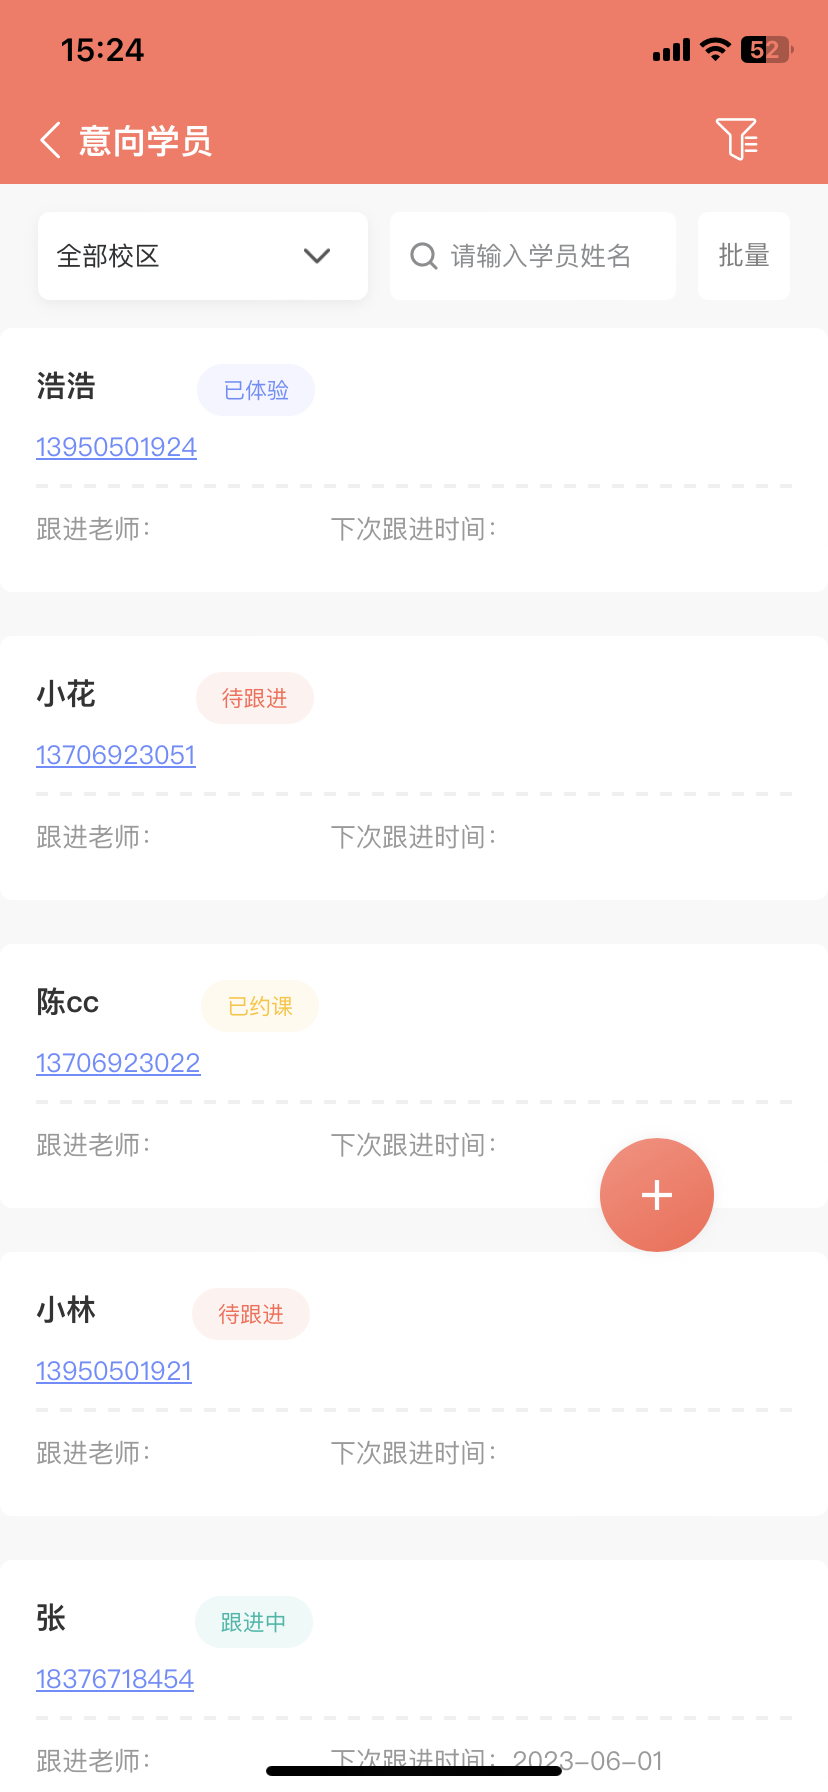 15:24
52
意向学员
全部校区
请输入学员姓名
批量
浩浩
已体验
13950501924
跟进老师：
下次跟进时间：
小花
待跟进
13706923051
跟进老师：
下次跟进时间：
陈cc
已约课
13706923022
跟进老师：
下次跟进时间：
小林
待跟进
13950501921
跟进老师：
下次跟进时间：
张
跟进中
18376718454
跟进老师：
下次跟进时间：2023-06-01